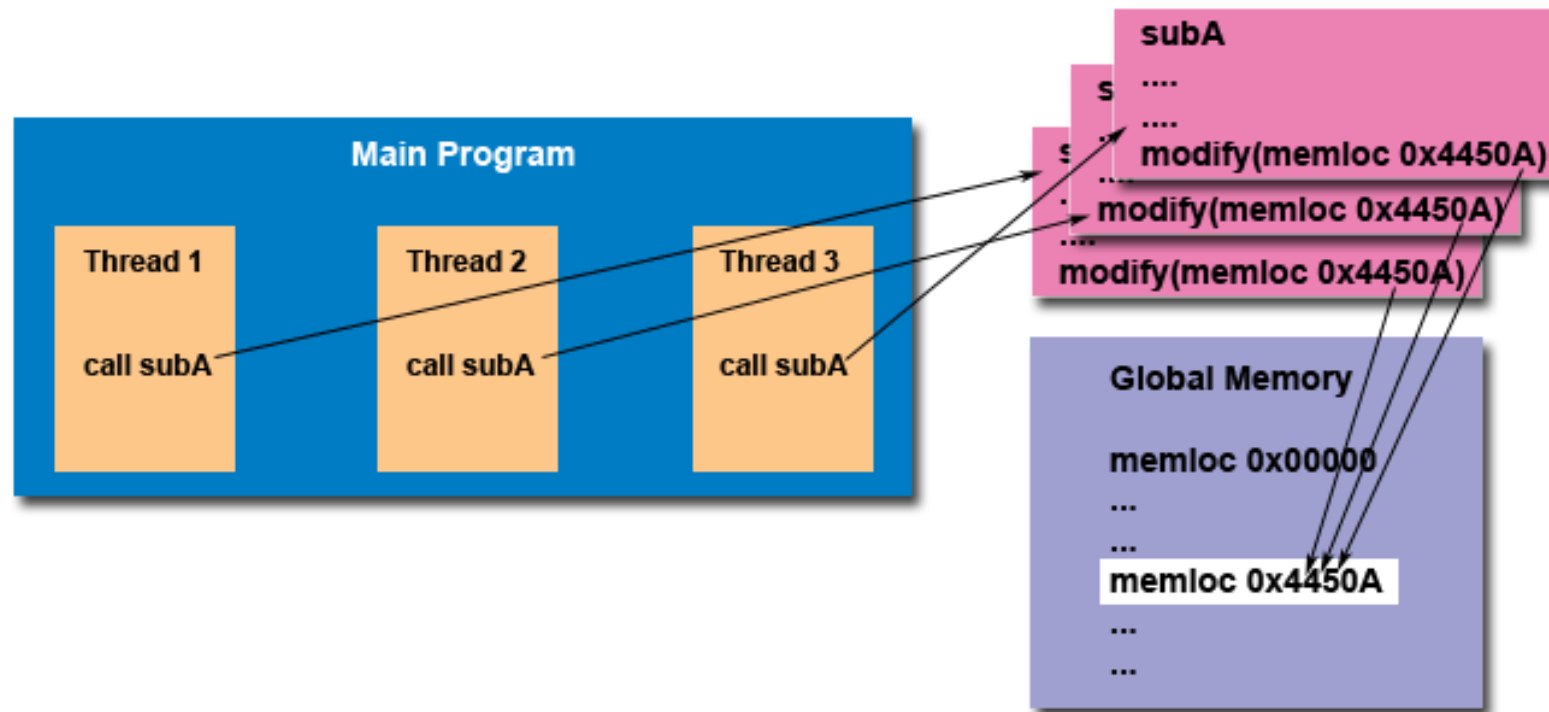 Main Program
Thread 1
call subA
Thread 2
call subA
Thread 3
call subA
subA
....
....
modify(memloc 0x4450A)
s
.
....
modify(memloc 0x4450A)
s
.
....
modify(memloc 0x4450A)
Global Memory
memloc 0x00000
...
...
memloc 0x4450A
...
...